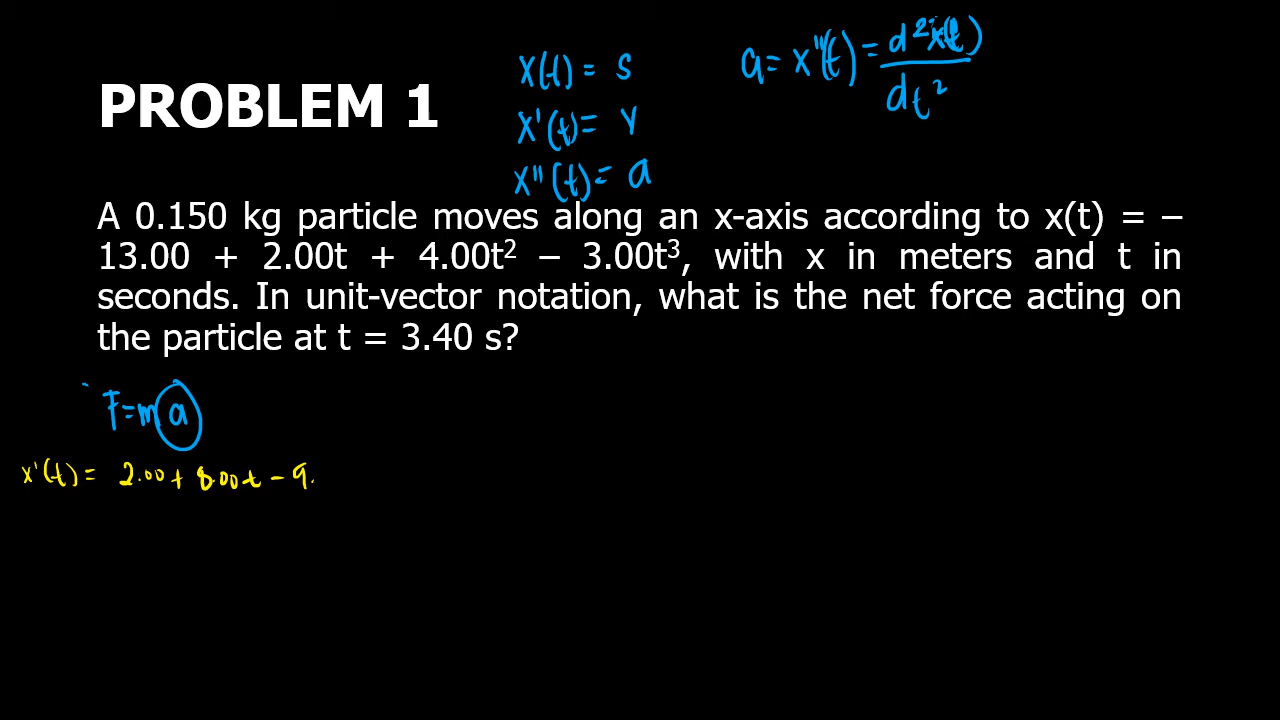 PROBLEM 1
x(t) = s
x'(t) = v
x"(t) = a
a = x"(t) = d²x(t) / dt²
A 0.150 kg particle moves along an x-axis according to x(t) = –
13.00 + 2.00t + 4.00t² − 3.00t³, with x in meters and t in
seconds. In unit-vector notation, what is the net force acting on
the particle at t = 3.40 s?
F=ma
x'(t) = 2.00 + 8.00t - 9.